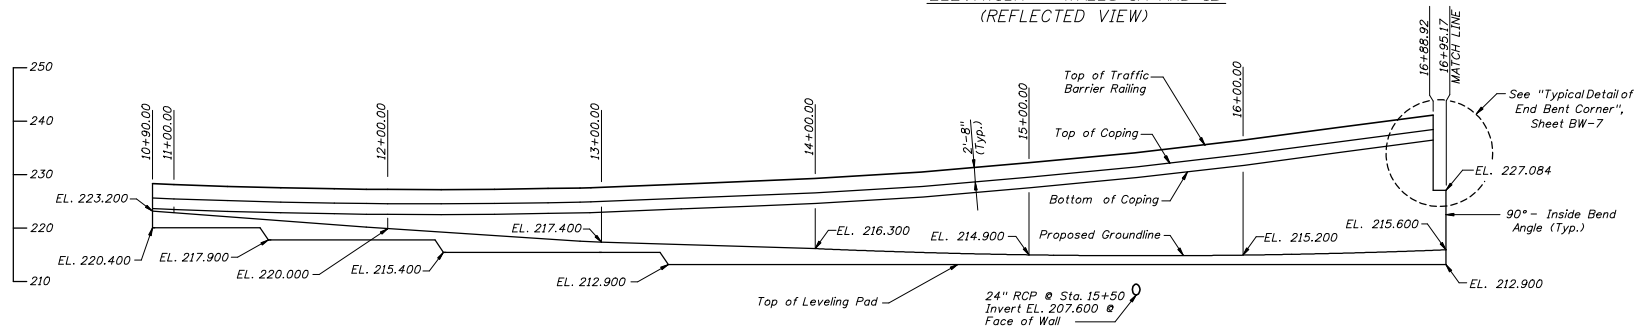 (REFLECTED VIEW)
16+88.92
16+95.17
MATCH LINE
250
240
230
220
210
10+90.00
11+00.00
12+00.00
13+00.00
14+00.00
15+00.00
16+00.00
2'-8"
(Typ.)
Top of Traffic
Barrier Railing
Top of Coping
Bottom of Coping
Proposed Groundline
See "Typical Detail of
End Bent Corner",
Sheet BW-7
EL. 227.084
90° - Inside Bend
Angle (Typ.)
EL. 223.200
EL. 220.400
EL. 217.900
EL. 220.000
EL. 215.400
EL. 217.400
EL. 212.900
EL. 216.300
EL. 214.900
EL. 215.200
EL. 215.600
EL. 212.900
Top of Leveling Pad
24" RCP @ Sta. 15+50
Invert EL. 207.600 @
Face of Wall